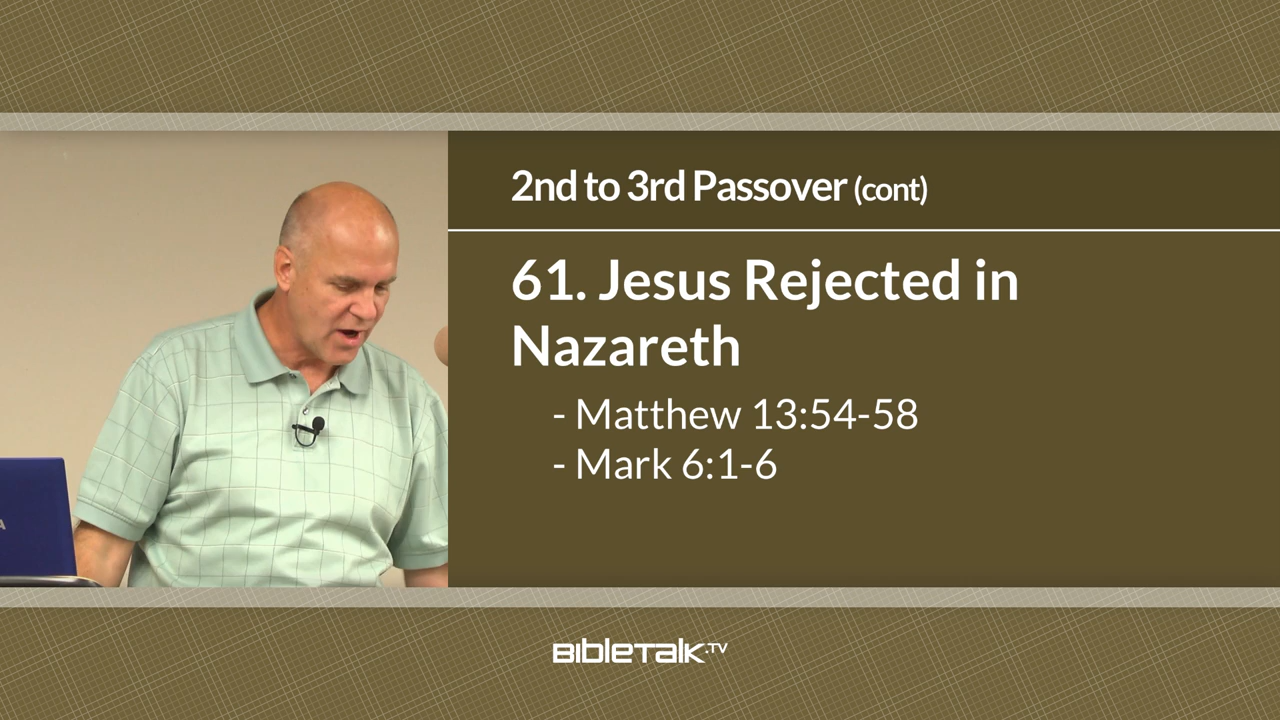 2nd to 3rd Passover (cont)
61. Jesus Rejected in
Nazareth
- Matthew 13:54-58
- Mark 6:1-6
BibleTalk.TV